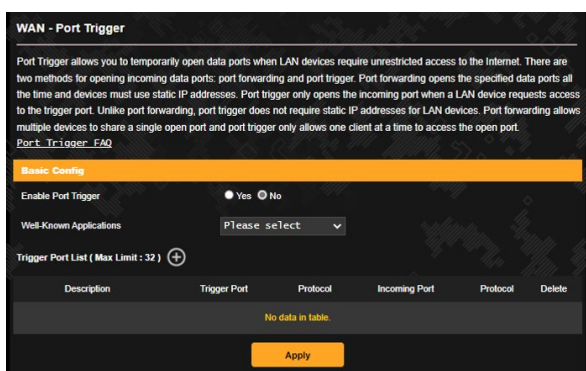 WAN - Port Trigger
Port Trigger allows you to temporarily open data ports when LAN devices require unrestricted access to the Internet. There are
two methods for opening incoming data ports: port forwarding and port trigger. Port forwarding opens the specified data ports all
the time and devices must use static IP addresses. Port trigger only opens the incoming port when a LAN device requests access
to the trigger port. Unlike port forwarding, port trigger does not require static IP addresses for LAN devices. Port forwarding allows
multiple devices to share a single open port and port trigger only allows one client at a time to access the open port.
Port Trigger FAQ
Basic Config
Enable Port Trigger Yes No
Well-Known Applications Please select
Trigger Port List ( Max Limit : 32 )
Description Trigger Port Protocol Incoming Port Protocol Delete
No data in table.
Apply